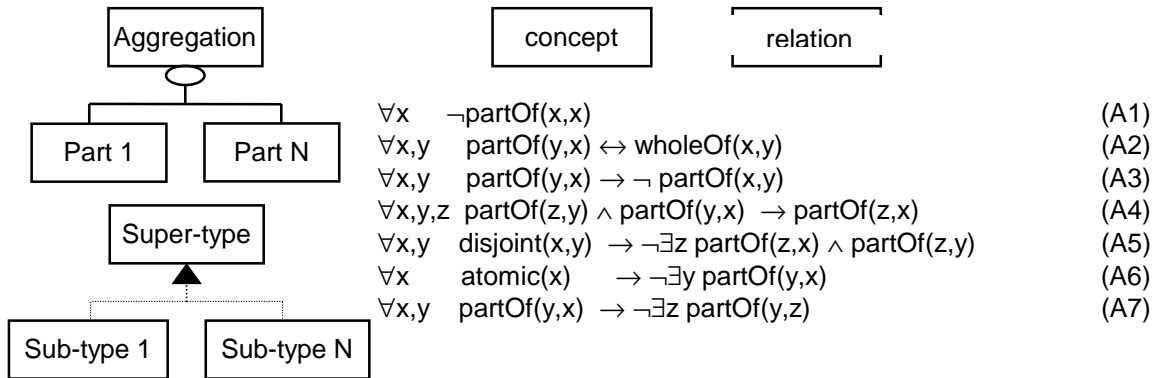 Aggregation
Part 1
Part N
Super-type
Sub-type 1
Sub-type N
concept
relation
∀x ¬partOf(x,x) (A1)
∀x,y partOf(y,x) ↔ wholeOf(x,y) (A2)
∀x,y partOf(y,x) → ¬ partOf(x,y) (A3)
∀x,y,z partOf(z,y) ∧ partOf(y,x) → partOf(z,x) (A4)
∀x,y disjoint(x,y) → ¬∃z partOf(z,x) ∧ partOf(z,y) (A5)
∀x atomic(x) → ¬∃y partOf(y,x) (A6)
∀x,y partOf(y,x) → ¬∃z partOf(y,z) (A7)